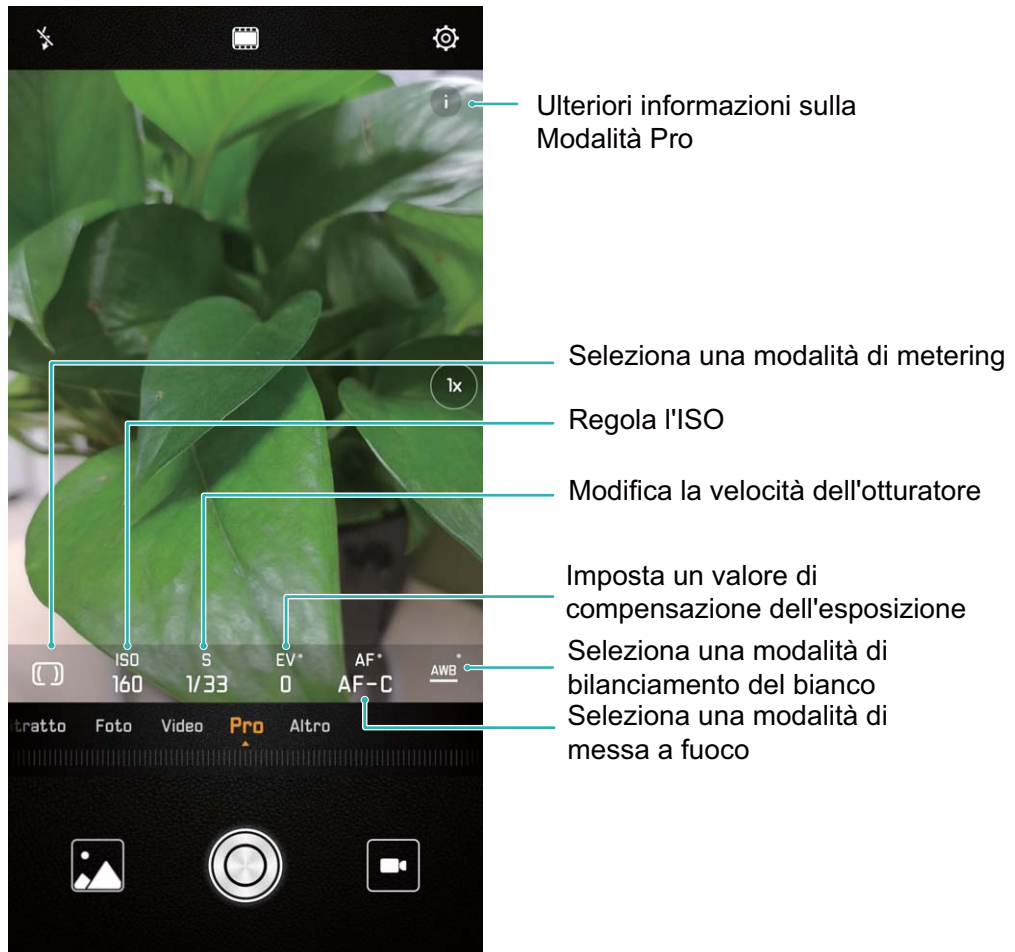 i
Ulteriori informazioni sulla
Modalità Pro
Seleziona una modalità di metering
1x
Regola l'ISO
Modifica la velocità dell'otturatore
Imposta un valore di
compensazione dell'esposizione
ISO S EV° AF°
160 1/33 0 AF-C AWB°
Seleziona una modalità di
bilanciamento del bianco
Seleziona una modalità di
messa a fuoco
tratto Foto Video Pro Altro